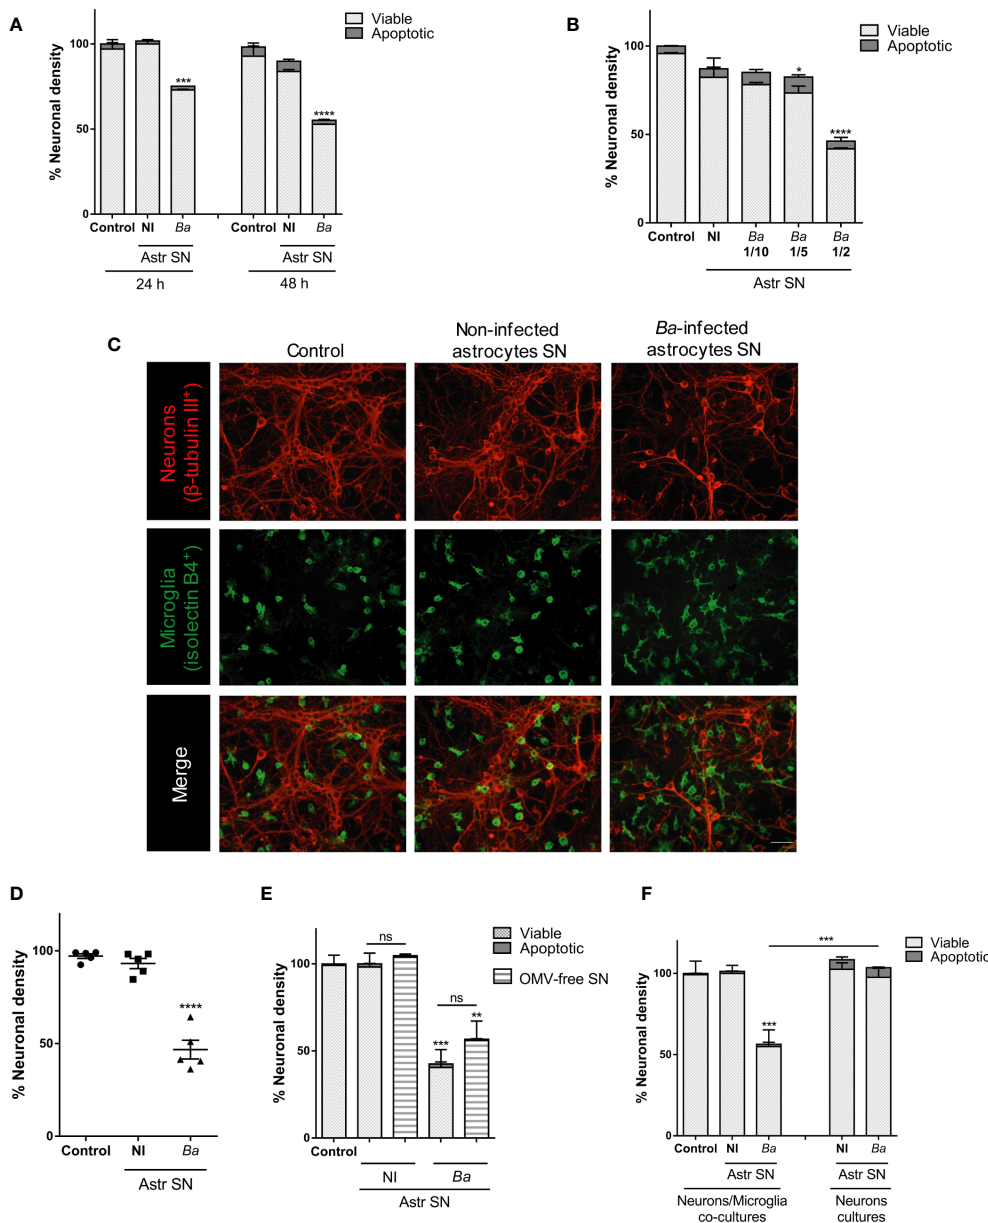 A
Viable
Apoptotic
% Neuronal density
100
50
0
***
****
Control NI Ba Control NI Ba
Astr SN Astr SN
24 h 48 h
B
Viable
Apoptotic
% Neuronal density
100
50
0
*
****
Control NI Ba Ba Ba
1/10 1/5 1/2
Astr SN
C
Control
Non-infected
astrocytes SN
Ba-infected
astrocytes SN
Neurons
(β-tubulin III+)
Microglia
(isolectin B4+)
Merge
D
% Neuronal density
100
50
0
****
Control NI Ba
Astr SN
E
Viable
Apoptotic
OMV-free SN
% Neuronal density
100
50
0
ns
ns
***
**
Control
NI Ba
Astr SN
F
Viable
Apoptotic
% Neuronal density
100
50
0
***
***
Control NI Ba NI Ba
Astr SN Astr SN
Neurons/Microglia
co-cultures
Neurons
cultures